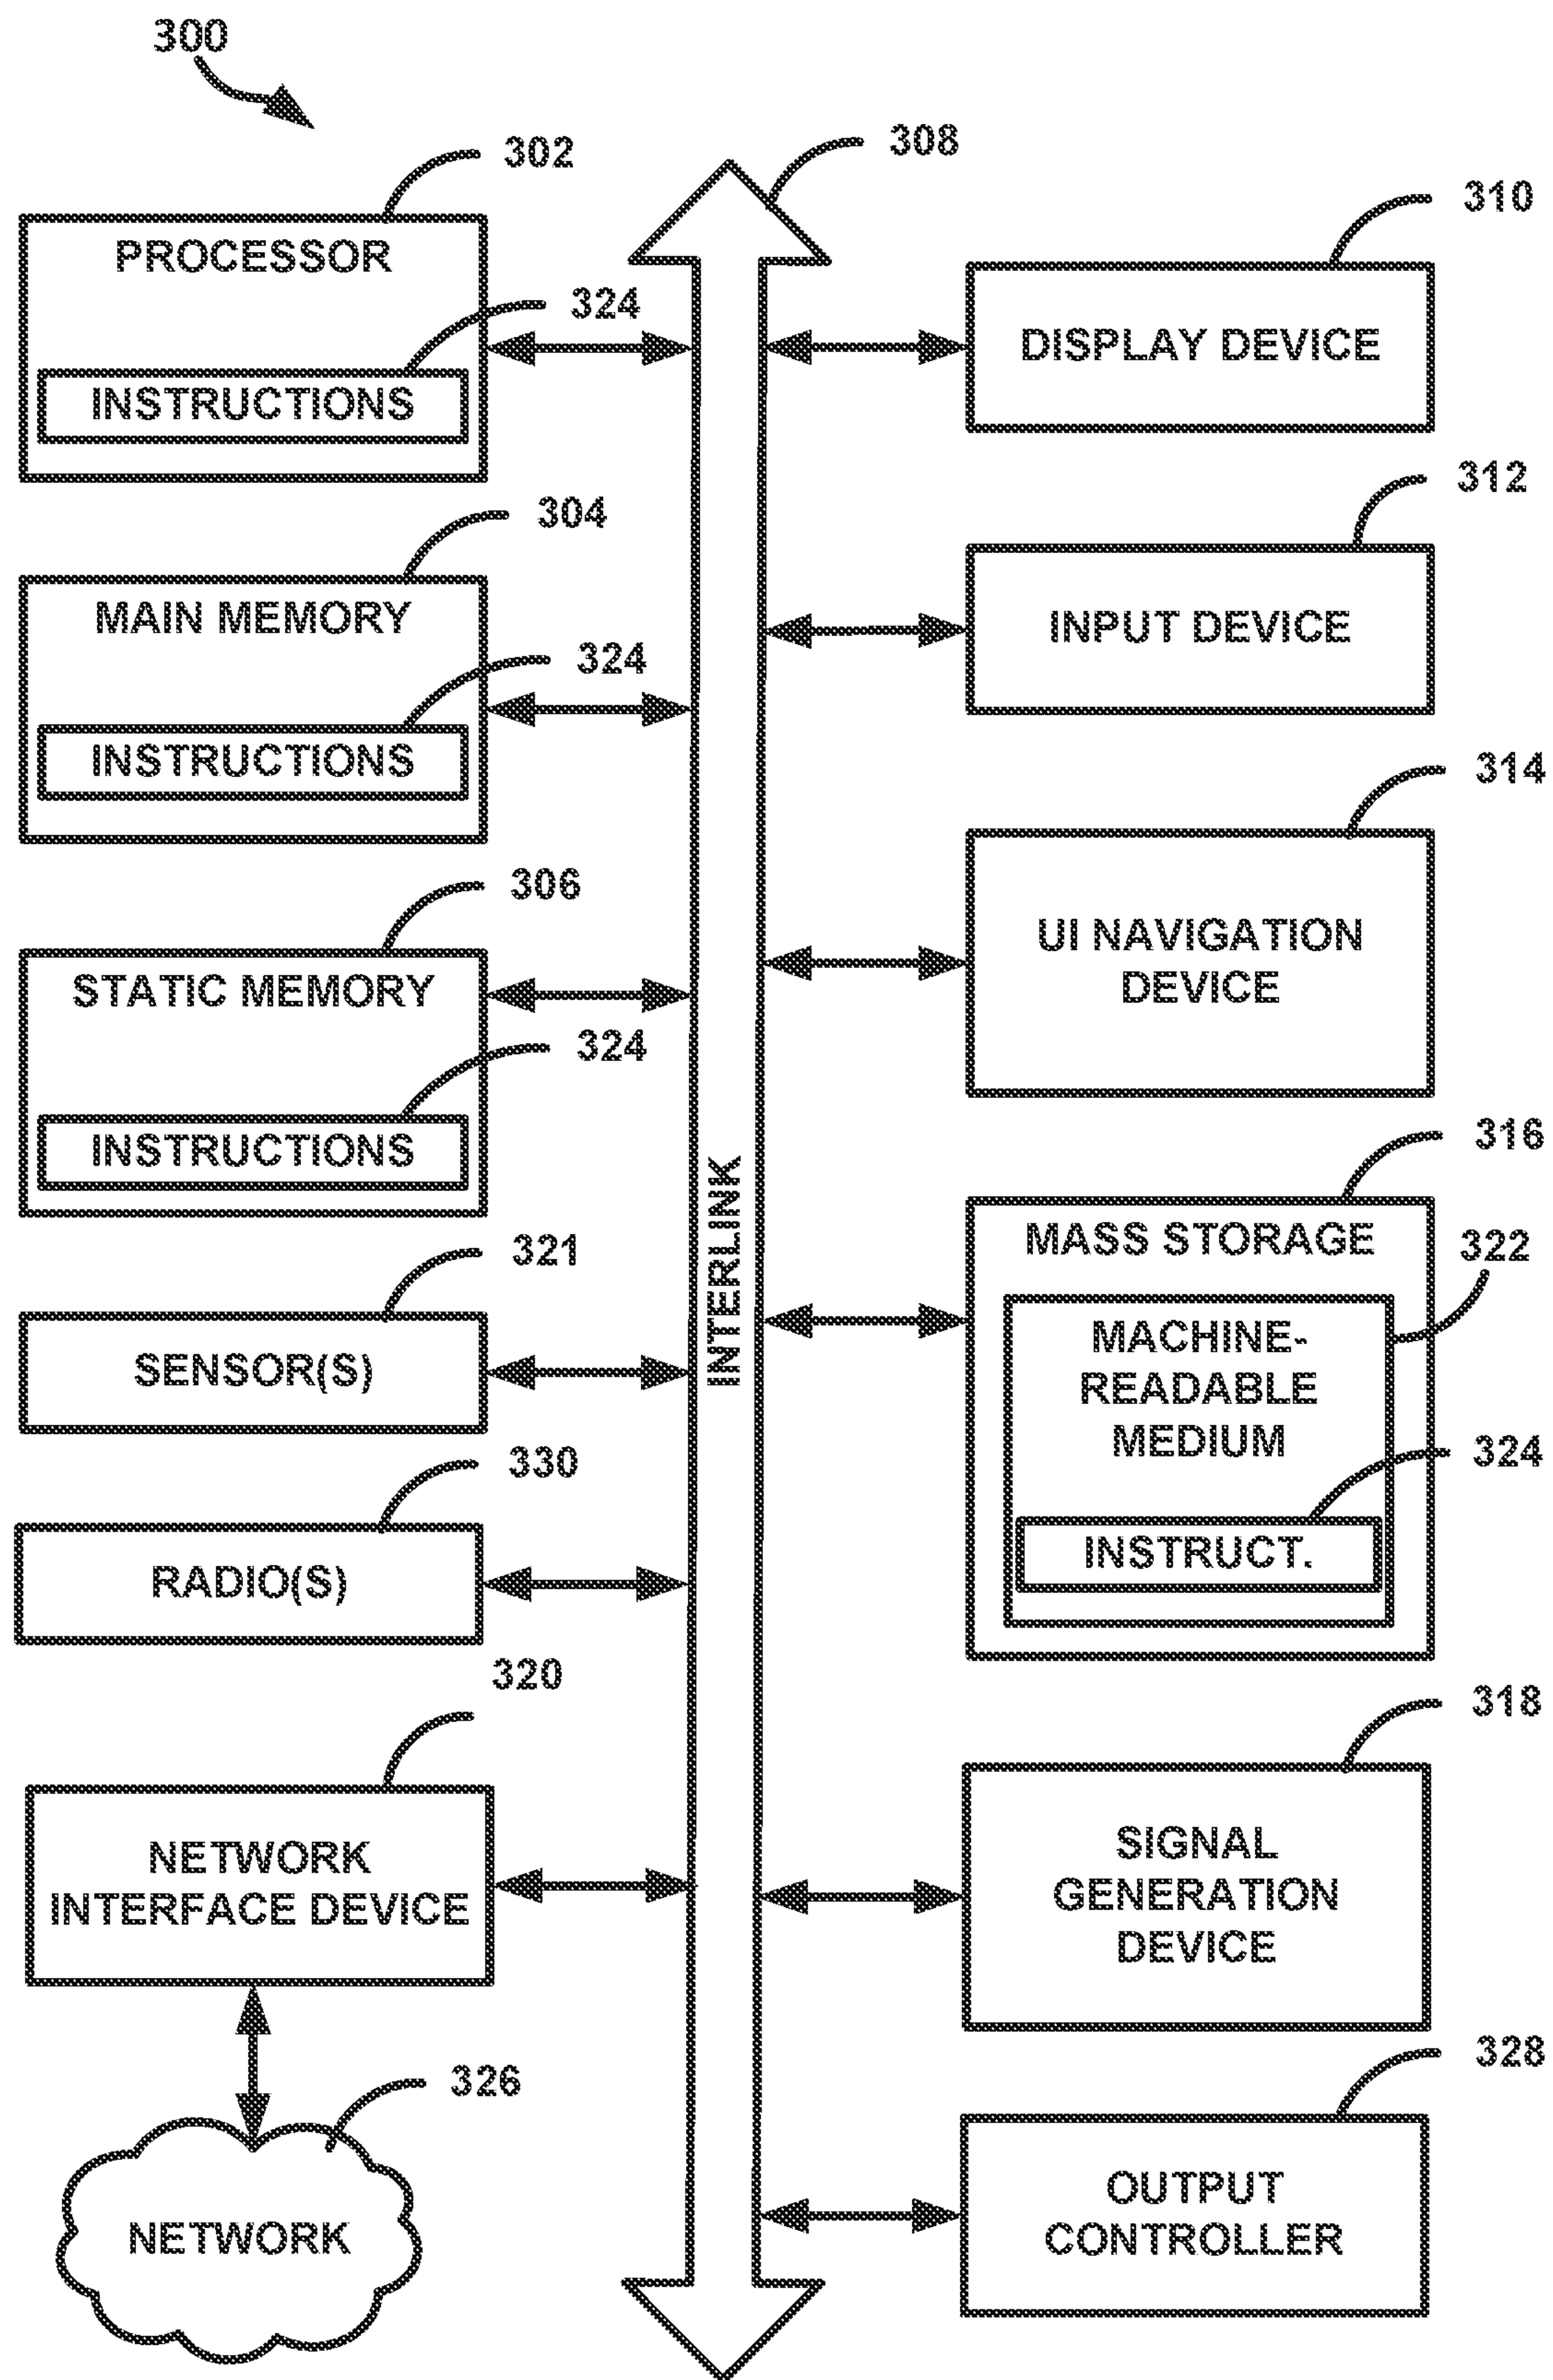 300
302
PROCESSOR
324
INSTRUCTIONS
304
MAIN MEMORY
324
INSTRUCTIONS
306
STATIC MEMORY
324
INSTRUCTIONS
321
SENSOR(S)
330
RADIO(S)
320
NETWORK
INTERFACE DEVICE
326
NETWORK
308
INTERLINK
310
DISPLAY DEVICE
312
INPUT DEVICE
314
UI NAVIGATION
DEVICE
316
MASS STORAGE
322
MACHINE-
READABLE
MEDIUM
324
INSTRUCT.
318
SIGNAL
GENERATION
DEVICE
328
OUTPUT
CONTROLLER